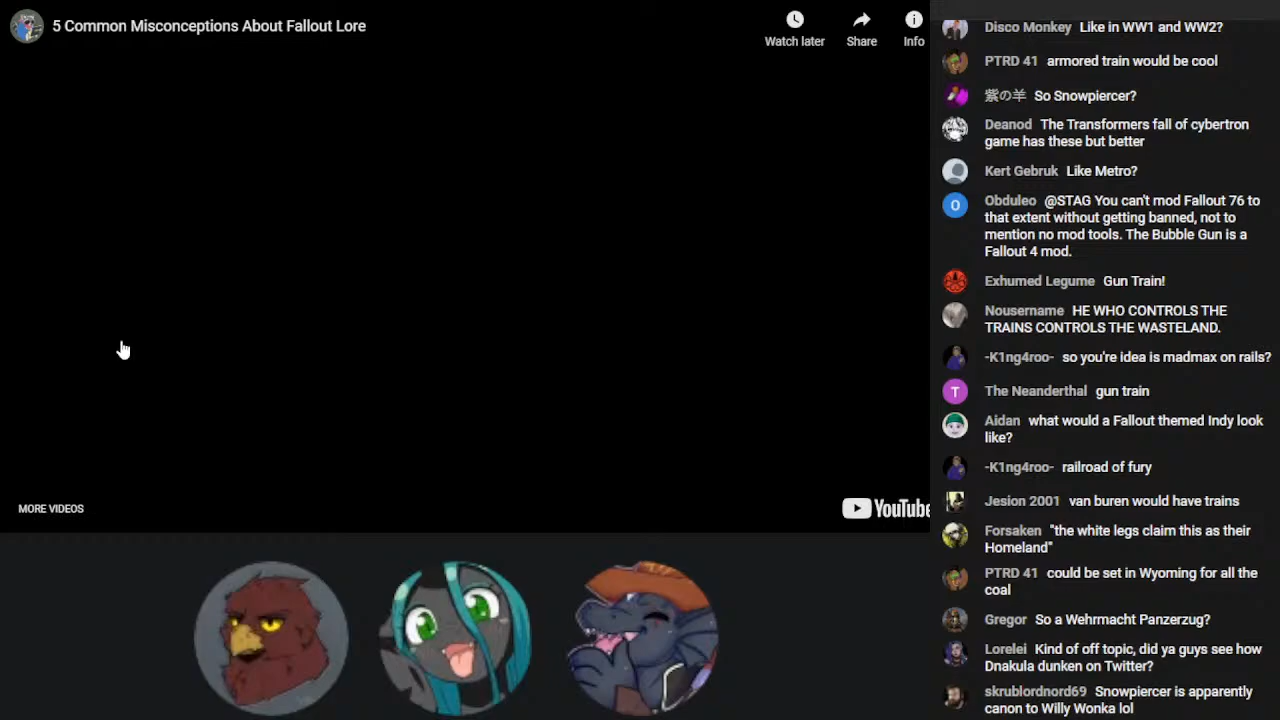 5 Common Misconceptions About Fallout Lore
Watch later
Share
Info
MORE VIDEOS
YouTube
Disco Monkey Like in WW1 and WW2?
PTRD 41 armored train would be cool
紫の羊 So Snowpiercer?
Deanod The Transformers fall of cybertron
game has these but better
Kert Gebruk Like Metro?
O
Obduleo @STAG You can't mod Fallout 76 to
that extent without getting banned, not to
mention no mod tools. The Bubble Gun is a
Fallout 4 mod.
Exhumed Legume Gun Train!
Nousername HE WHO CONTROLS THE
TRAINS CONTROLS THE WASTELAND.
-K1ng4roo- so you're idea is madmax on rails?
T
The Neanderthal gun train
Aidan what would a Fallout themed Indy look
like?
-K1ng4roo- railroad of fury
Jesion 2001 van buren would have trains
Forsaken "the white legs claim this as their
Homeland"
PTRD 41 could be set in Wyoming for all the
coal
Gregor So a Wehrmacht Panzerzug?
Lorelei Kind of off topic, did ya guys see how
Dnakula dunken on Twitter?
skrublordnord69 Snowpiercer is apparently
canon to Willy Wonka lol